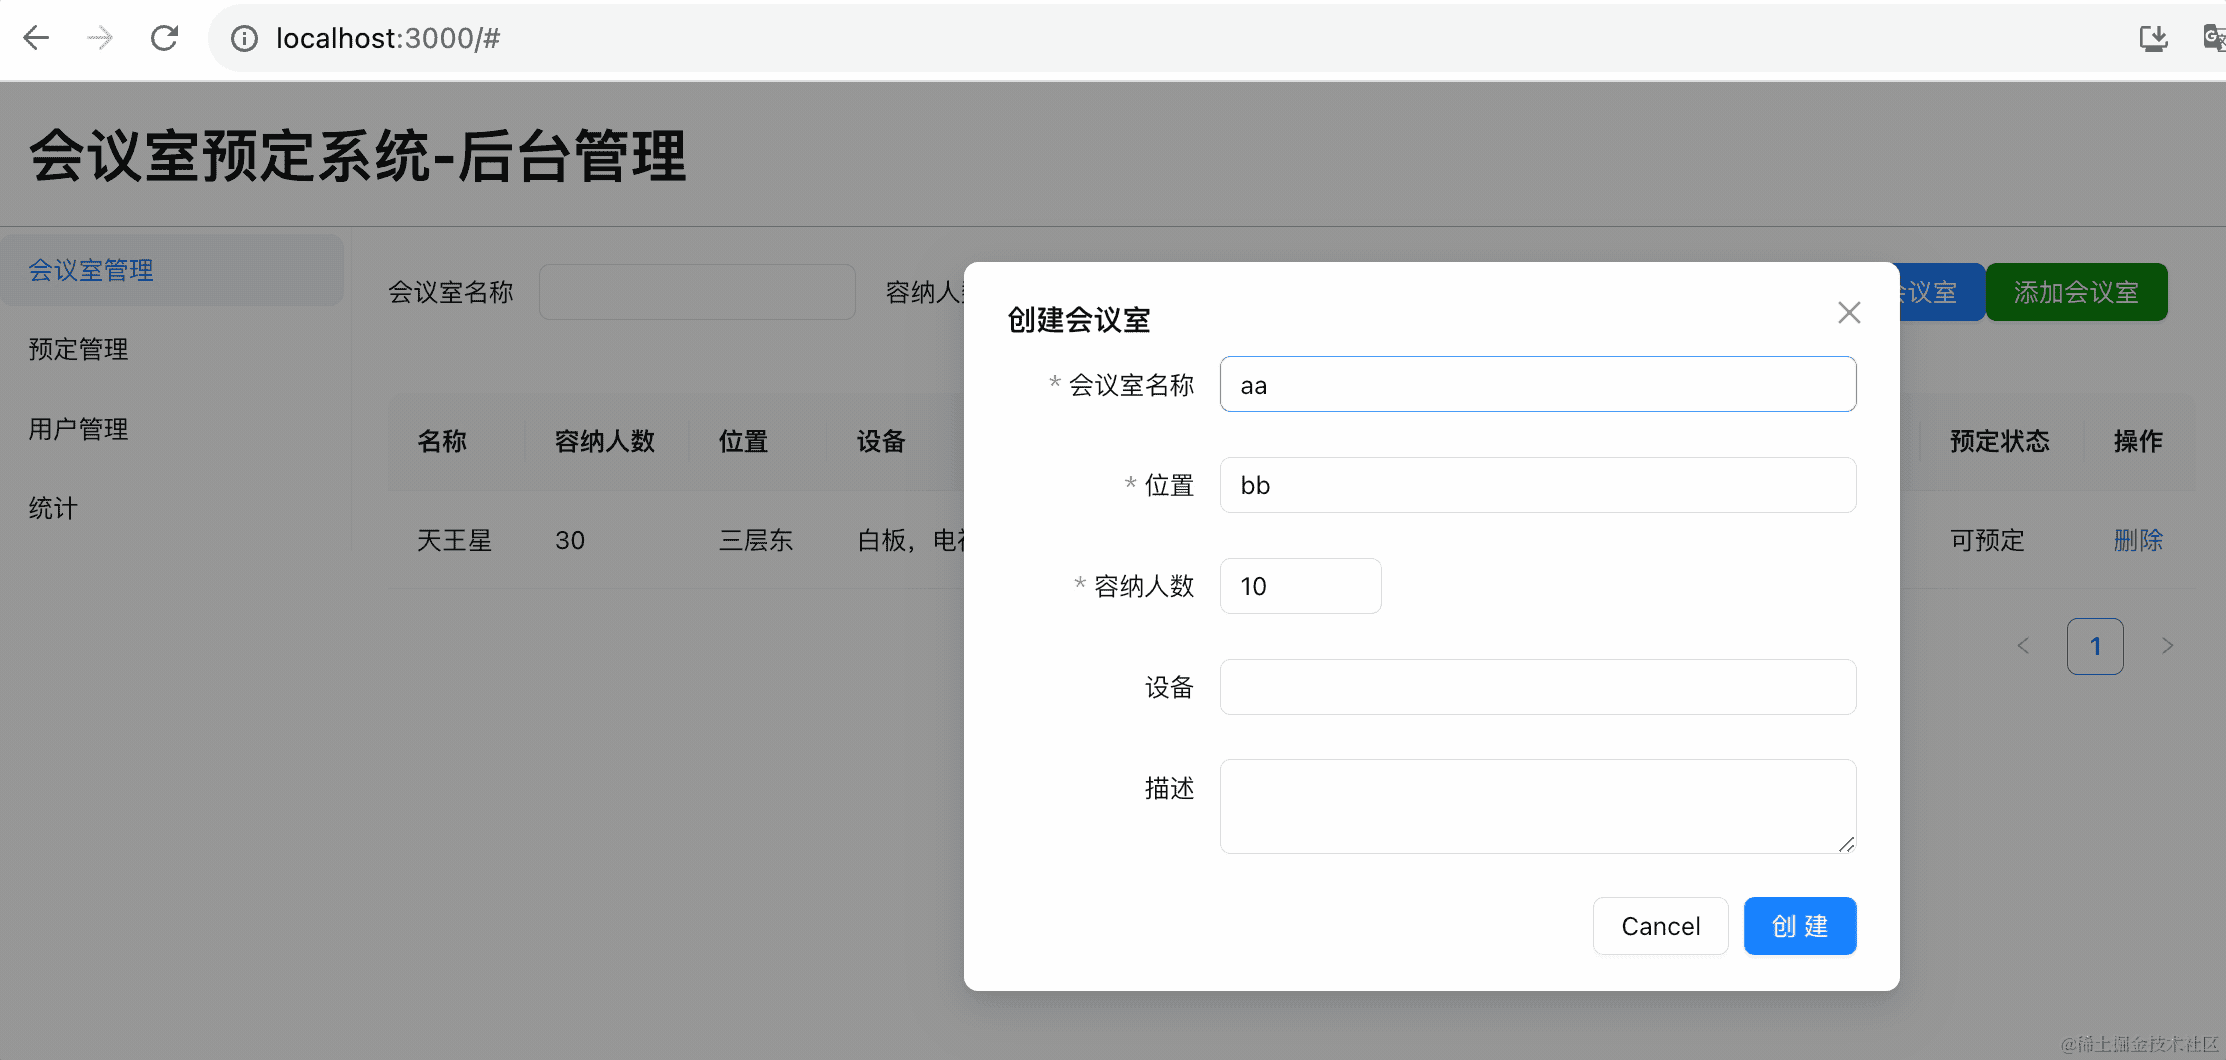 localhost:3000/#
会议室预定系统-后台管理
会议室管理
预定管理
用户管理
统计
会议室名称
容纳人
议室
添加会议室
名称 容纳人数 位置 设备 预定状态 操作
天王星 30 三层东 白板，电 可预定 删除
1
创建会议室
* 会议室名称 aa
* 位置 bb
* 容纳人数 10
设备
描述
Cancel
创 建
@稀土掘金技术社区